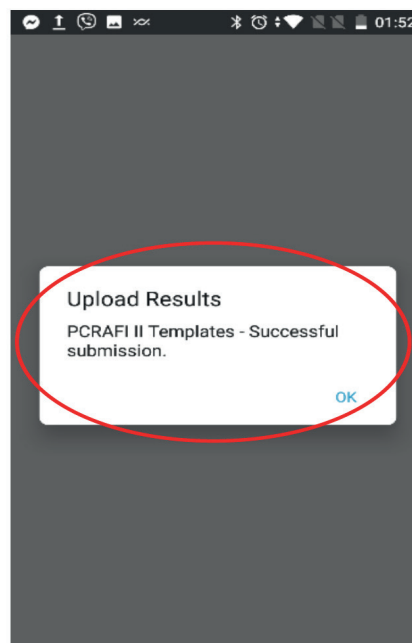 01:52
Upload Results
PCRAFI II Templates - Successful
submission.
OK